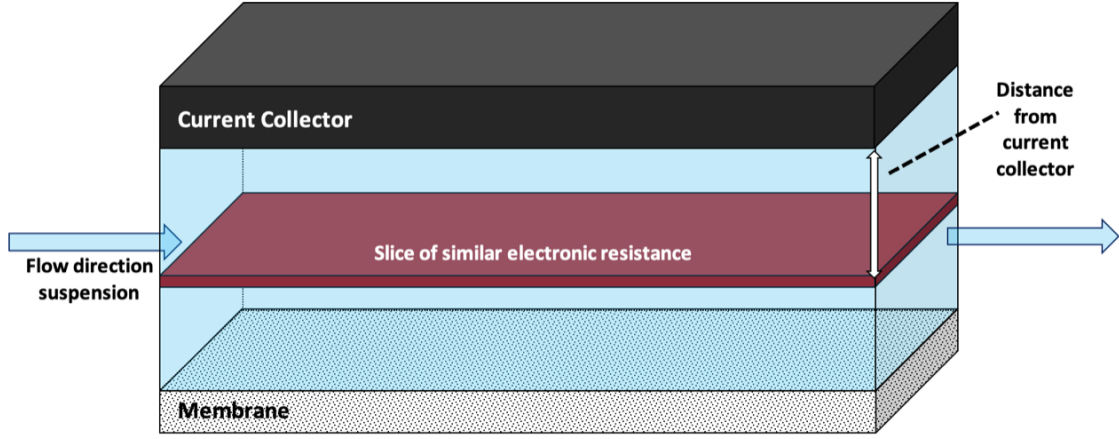 Current Collector
Distance
from
current
collector
Slice of similar electronic resistance
Flow direction
suspension
Membrane